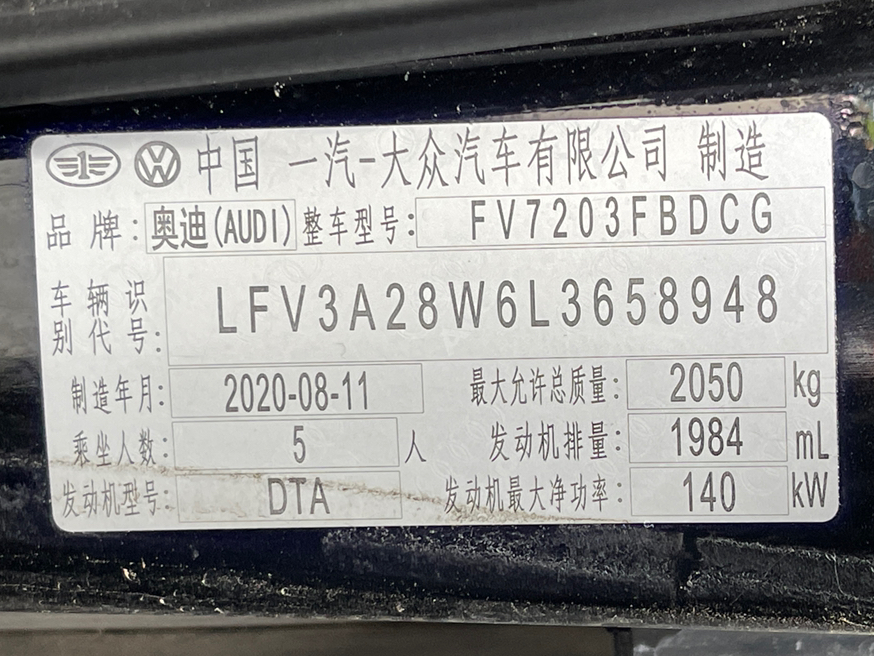 中国 一汽-大众汽车有限公司 制造
品牌: 奥迪(AUDI) 整车型号: FV7203FBDCG
车辆识别代号: LFV3A28W6L3658948
制造年月: 2020-08-11 最大允许总质量: 2050 kg
乘坐人数: 5 人 发动机排量: 1984 mL
发动机型号: DTA 发动机最大净功率: 140 kW